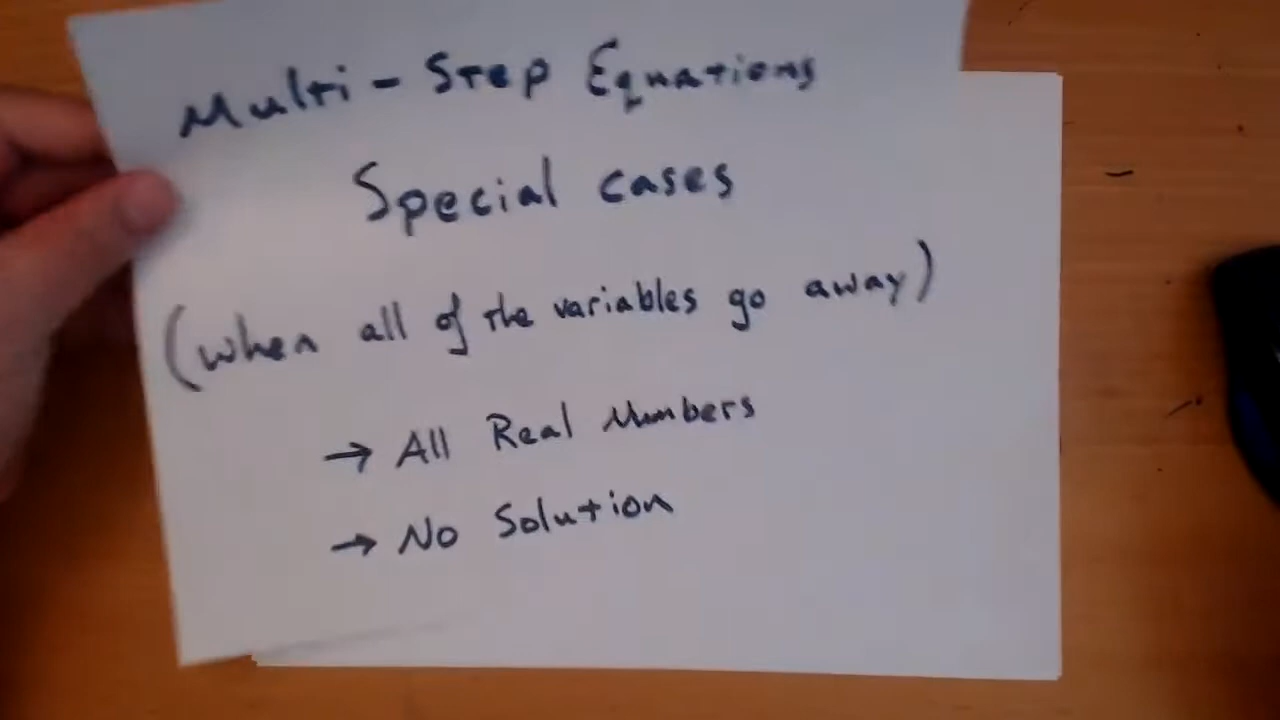 Multi-Step Equations
Special cases
(when all of the variables go away)
→ All Real Numbers
→ No Solution